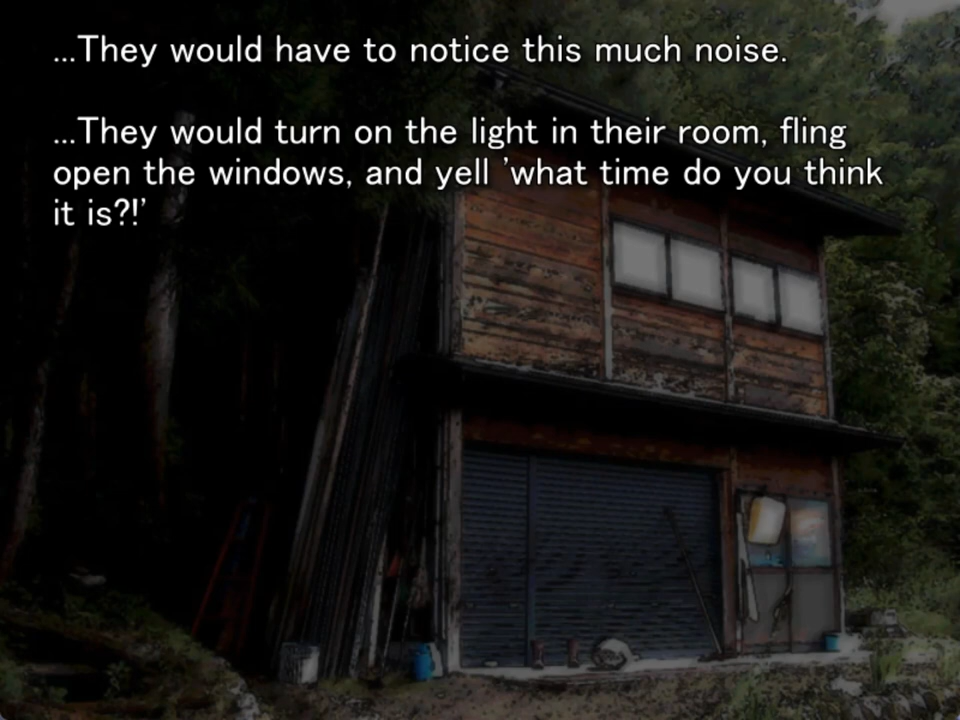 ...They would have to notice this much noise.
...They would turn on the light in their room, fling
open the windows, and yell 'what time do you think
it is?!'